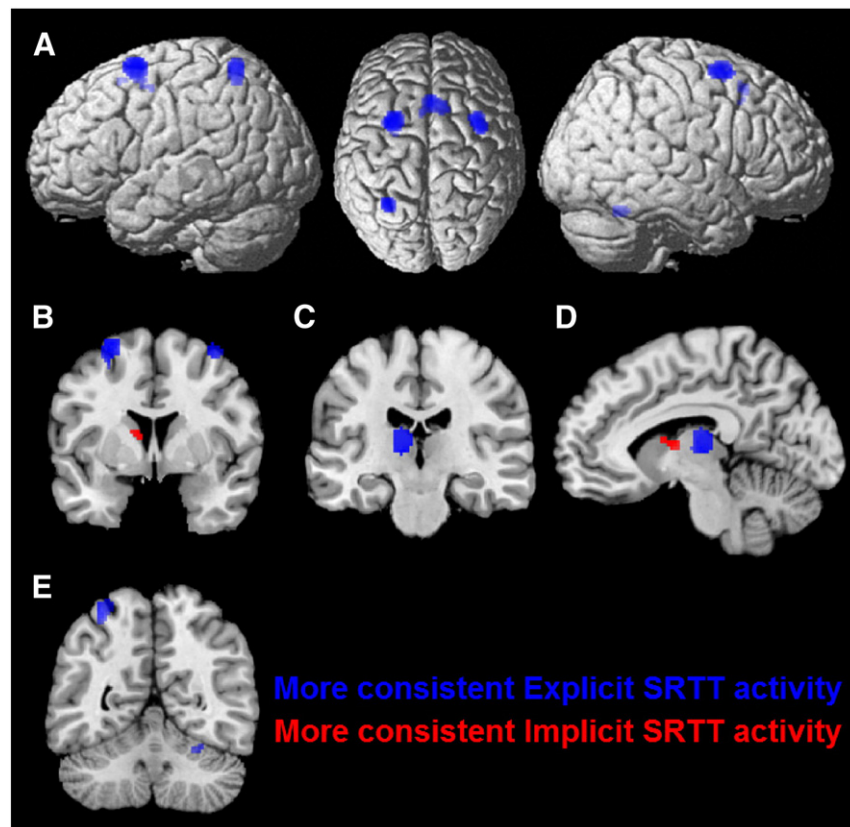 A
B
C
D
E
More consistent Explicit SRTT activity
More consistent Implicit SRTT activity